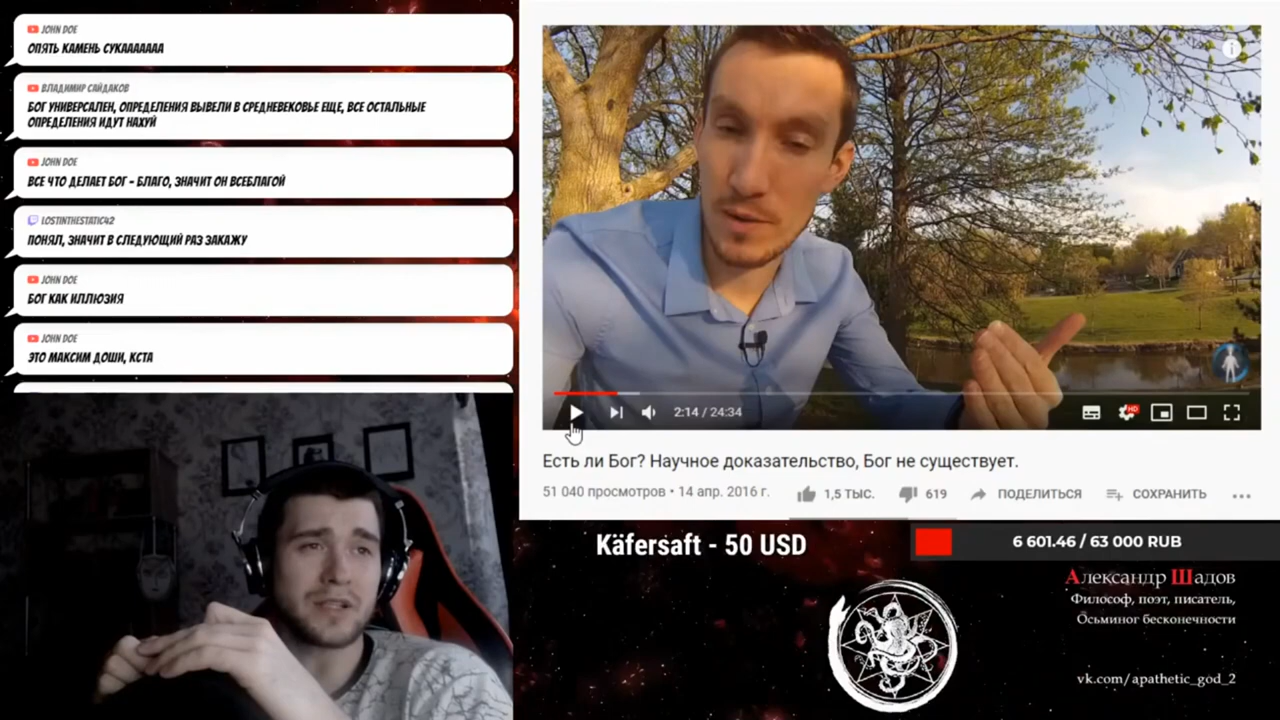 JOHN DOE
ОПЯТЬ КАМЕНЬ СУКААААААА
ВЛАДИМИР САЙДАКОВ
БОГ УНИВЕРСАЛЕН, ОПРЕДЕЛЕНИЯ ВЫВЕЛИ В СРЕДНЕВЕКОВЬЕ ЕЩЕ, ВСЕ ОСТАЛЬНЫЕ
ОПРЕДЕЛЕНИЯ ИДУТ НАХУЙ
JOHN DOE
ВСЕ ЧТО ДЕЛАЕТ БОГ - БЛАГО, ЗНАЧИТ ОН ВСЕБЛАГОЙ
LOSTINTHESTATIC42
ПОНЯЛ, ЗНАЧИТ В СЛЕДУЮЩИЙ РАЗ ЗАКАЖУ
JOHN DOE
БОГ КАК ИЛЛЮЗИЯ
JOHN DOE
ЭТО МАКСИМ ДОШИ, КСТА
2:14 / 24:34
HD
Есть ли Бог? Научное доказательство, Бог не существует.
51 040 просмотров • 14 апр. 2016 г.
1,5 ТЫС.
619
ПОДЕЛИТЬСЯ
СОХРАНИТЬ
Käfersaft - 50 USD
6 601.46 / 63 000 RUB
Александр Шадов
Философ, поэт, писатель,
Осьминог бесконечности
vk.com/apathetic_god_2